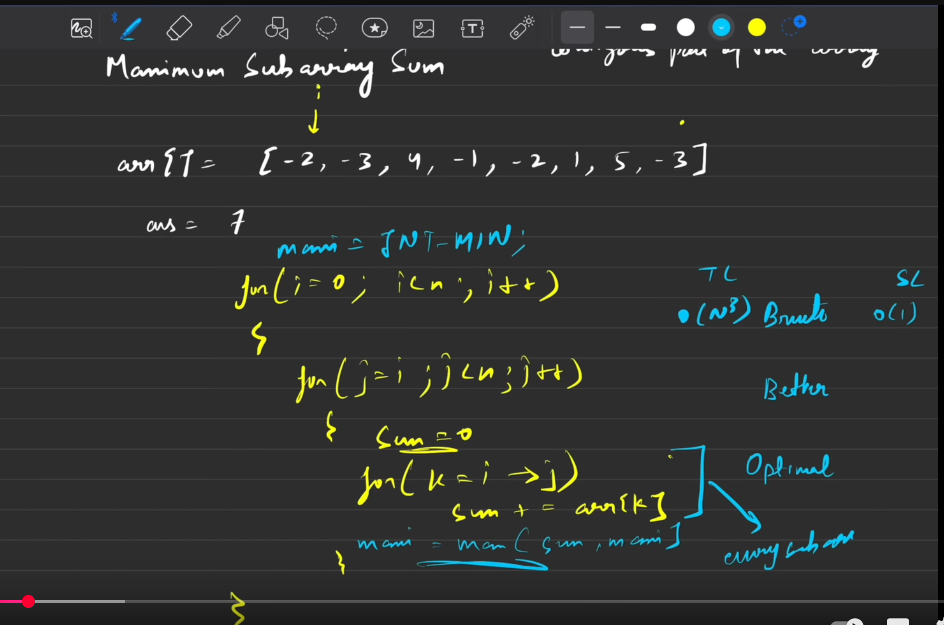 Maximum Subarray Sum
part of the array
i
arr[] = [-2, -3, 4, -1, -2, 1, 5, -3]
ans = 7
maxi = INT-MIN;
for(i=0; i<n; i++)
{
TC SC
O(N³) Brute O(1)
for(j=i; j<n; j++)
Better
{
sum=0
for(k=i→j)
Optimal
sum += arr[k]
maxi = max(sum, maxi]
every subarr
}
}